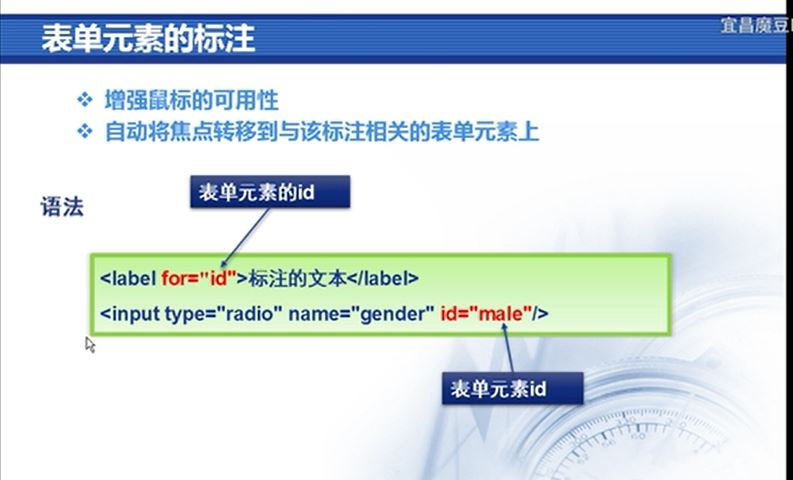 表单元素的标注
宜昌魔豆
增强鼠标的可用性
自动将焦点转移到与该标注相关的表单元素上
表单元素的id
语法
<label for="id">标注的文本</label>
<input type="radio" name="gender" id="male"/>
表单元素id